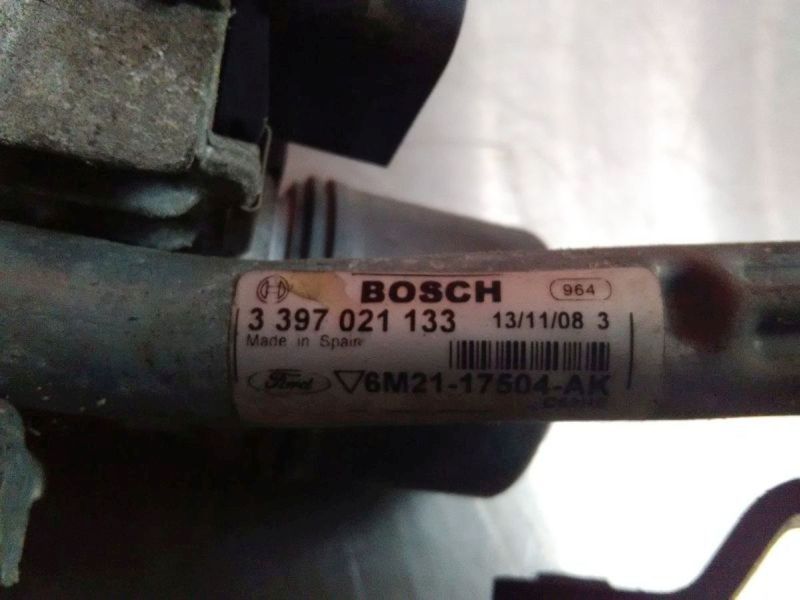 BOSCH 964
3 397 021 133 13/11/08 3
Made in Spain
Ford 6M21-17504-AK